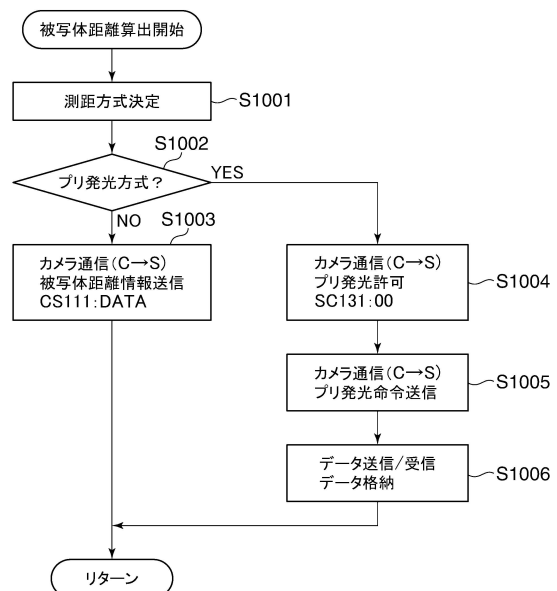 被写体距離算出開始
測距方式決定
S1001
S1002
プリ発光方式？
YES
NO
S1003
カメラ通信(C→S)
被写体距離情報送信
CS111:DATA
カメラ通信(C→S)
プリ発光許可
SC131:00
S1004
カメラ通信(C→S)
プリ発光命令送信
S1005
データ送信/受信
データ格納
S1006
リターン